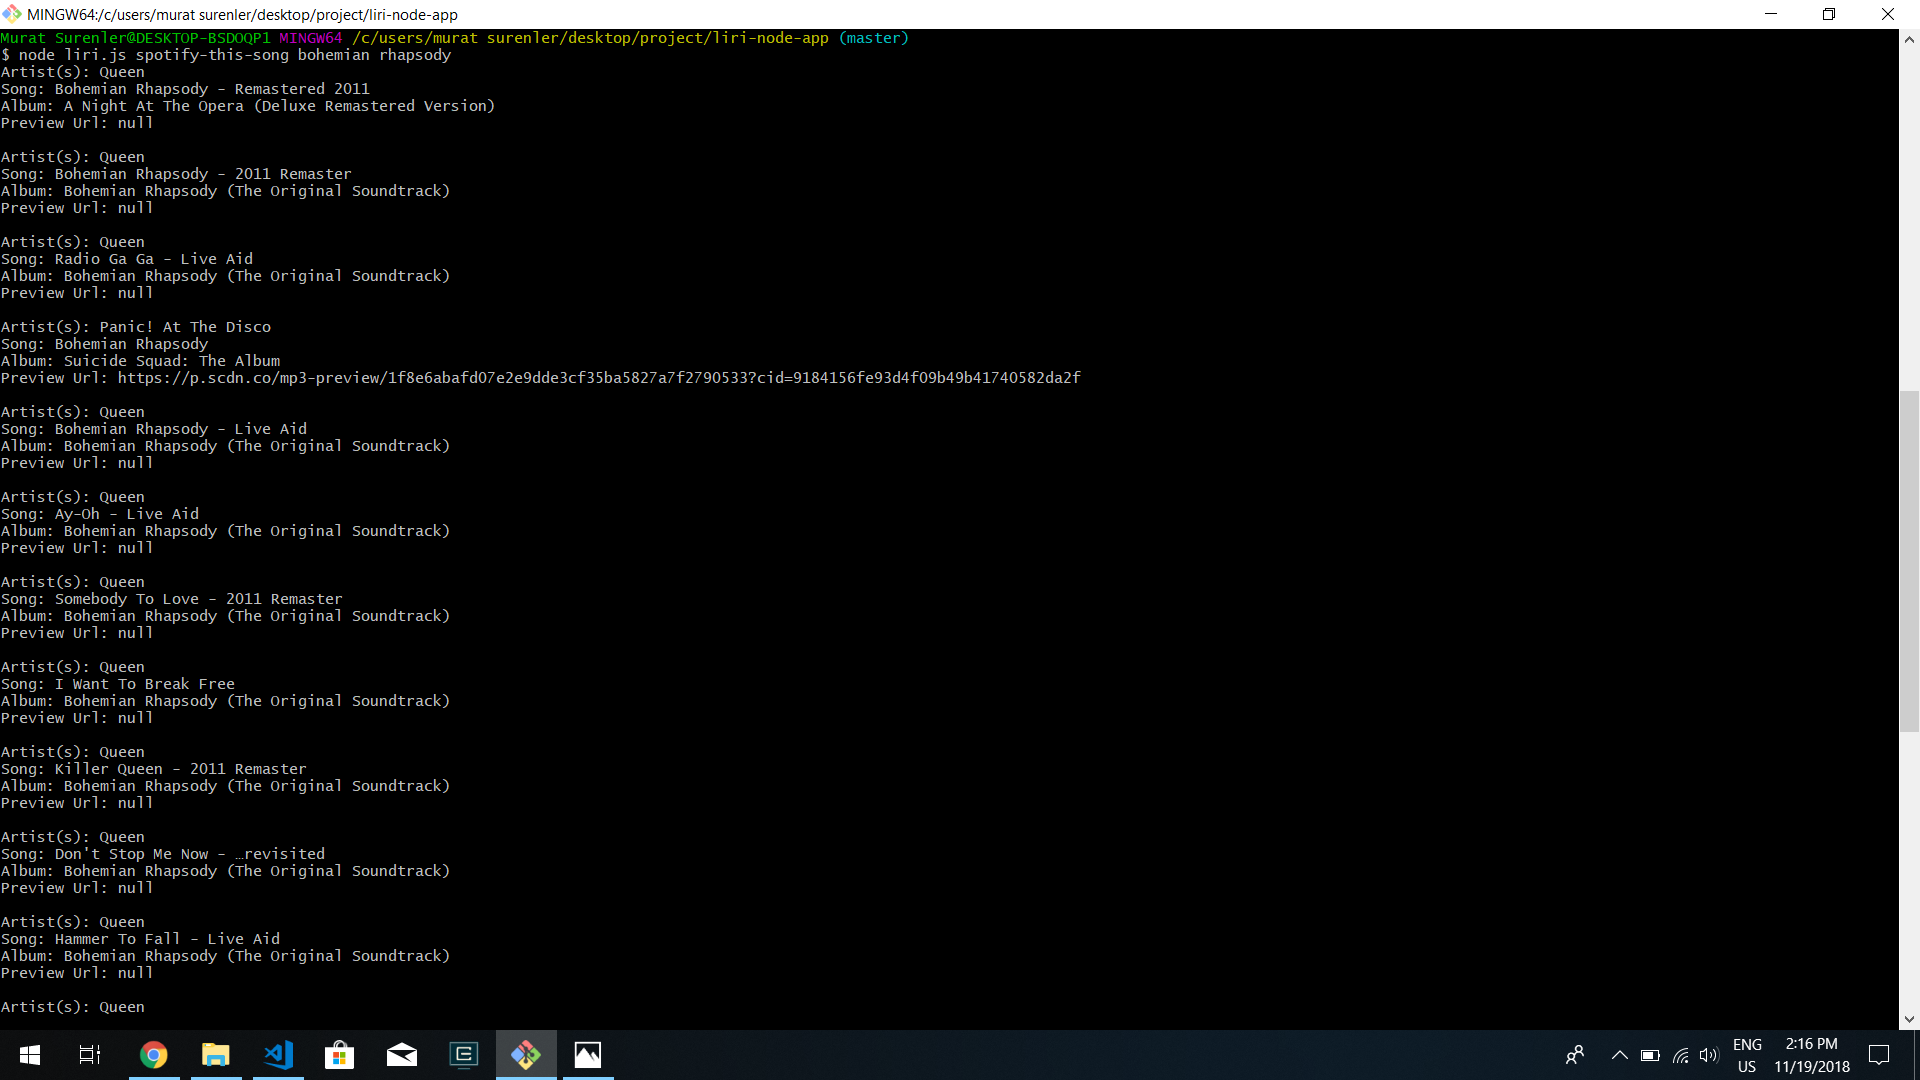 MINGW64:/c/users/murat surenler/desktop/project/liri-node-app
Murat Surenler@DESKTOP-BSDOQP1 MINGW64 /c/users/murat surenler/desktop/project/liri-node-app (master)
$ node liri.js spotify-this-song bohemian rhapsody
Artist(s): Queen
Song: Bohemian Rhapsody - Remastered 2011
Album: A Night At The Opera (Deluxe Remastered Version)
Preview Url: null
Artist(s): Queen
Song: Bohemian Rhapsody - 2011 Remaster
Album: Bohemian Rhapsody (The Original Soundtrack)
Preview Url: null
Artist(s): Queen
Song: Radio Ga Ga - Live Aid
Album: Bohemian Rhapsody (The Original Soundtrack)
Preview Url: null
Artist(s): Panic! At The Disco
Song: Bohemian Rhapsody
Album: Suicide Squad: The Album
Preview Url: https://p.scdn.co/mp3-preview/1f8e6abafd07e2e9dde3cf35ba5827a7f2790533?cid=9184156fe93d4f09b49b41740582da2f
Artist(s): Queen
Song: Bohemian Rhapsody - Live Aid
Album: Bohemian Rhapsody (The Original Soundtrack)
Preview Url: null
Artist(s): Queen
Song: Ay-Oh - Live Aid
Album: Bohemian Rhapsody (The Original Soundtrack)
Preview Url: null
Artist(s): Queen
Song: Somebody To Love - 2011 Remaster
Album: Bohemian Rhapsody (The Original Soundtrack)
Preview Url: null
Artist(s): Queen
Song: I Want To Break Free
Album: Bohemian Rhapsody (The Original Soundtrack)
Preview Url: null
Artist(s): Queen
Song: Killer Queen - 2011 Remaster
Album: Bohemian Rhapsody (The Original Soundtrack)
Preview Url: null
Artist(s): Queen
Song: Don't Stop Me Now - …revisited
Album: Bohemian Rhapsody (The Original Soundtrack)
Preview Url: null
Artist(s): Queen
Song: Hammer To Fall - Live Aid
Album: Bohemian Rhapsody (The Original Soundtrack)
Preview Url: null
Artist(s): Queen
ENG
US
2:16 PM
11/19/2018